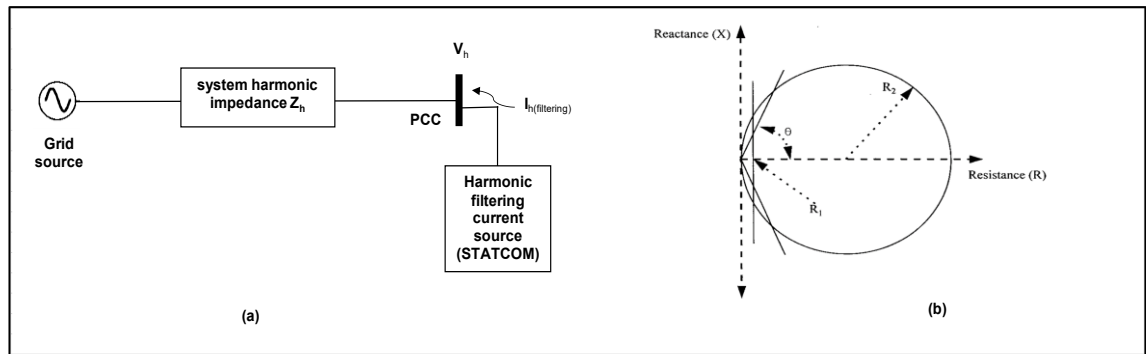 V_h
system harmonic
impedance Z_h
I_h(filtering)
PCC
Grid
source
Harmonic
filtering
current
source
(STATCOM)
(a)
Reactance (X)
R_2
θ
Resistance (R)
R_1
(b)